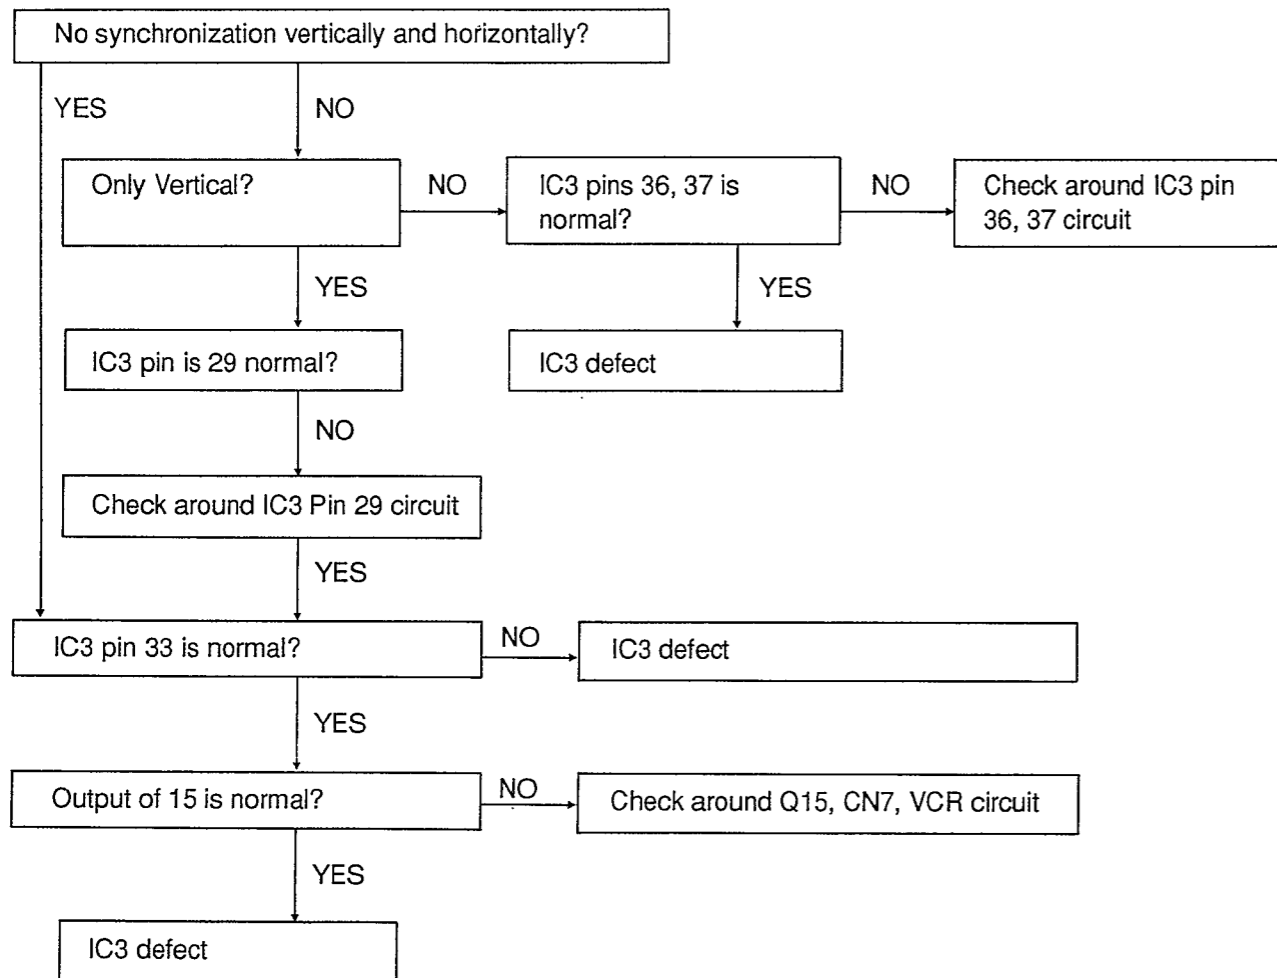 No synchronization vertically and horizontally?
YES
NO
Only Vertical?
NO
IC3 pins 36, 37 is
normal?
NO
Check around IC3 pin
36, 37 circuit
YES
YES
IC3 pin is 29 normal?
IC3 defect
NO
Check around IC3 Pin 29 circuit
YES
IC3 pin 33 is normal?
NO
IC3 defect
YES
Output of 15 is normal?
NO
Check around Q15, CN7, VCR circuit
YES
IC3 defect